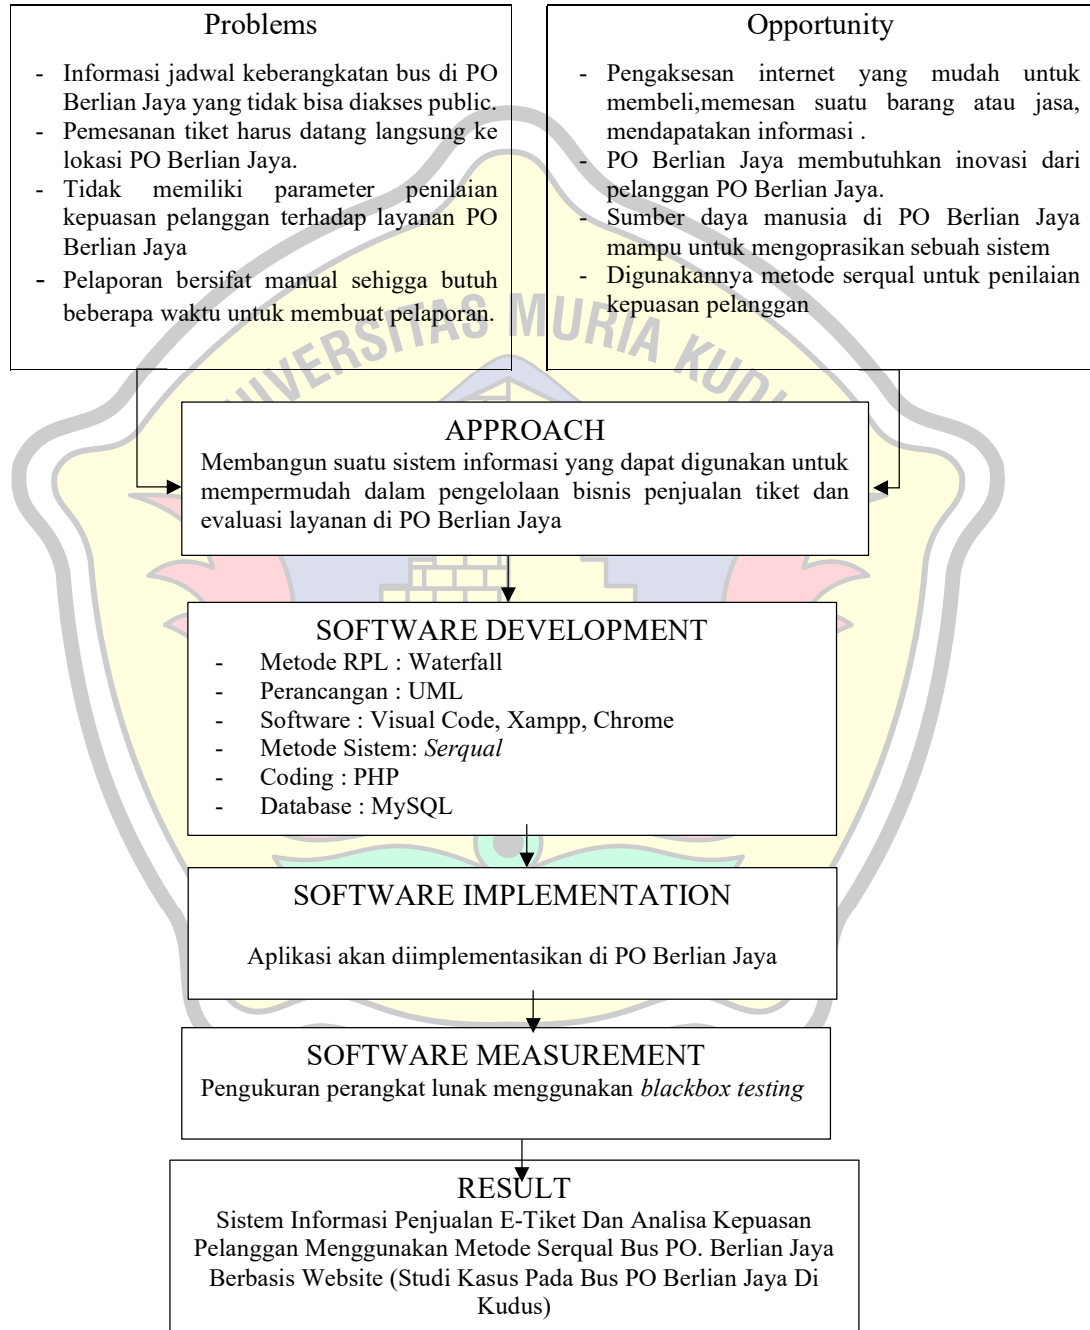 Problems
- Informasi jadwal keberangkatan bus di PO
Berlian Jaya yang tidak bisa diakses public.
- Pemesanan tiket harus datang langsung ke
lokasi PO Berlian Jaya.
- Tidak memiliki parameter penilaian
kepuasan pelanggan terhadap layanan PO
Berlian Jaya
- Pelaporan bersifat manual sehigga butuh
beberapa waktu untuk membuat pelaporan.
Opportunity
- Pengaksesan internet yang mudah untuk
membeli,memesan suatu barang atau jasa,
mendapatakan informasi .
- PO Berlian Jaya membutuhkan inovasi dari
pelanggan PO Berlian Jaya.
- Sumber daya manusia di PO Berlian Jaya
mampu untuk mengoprasikan sebuah sistem
- Digunakannya metode serqual untuk penilaian
kepuasan pelanggan
UNIVERSITAS MURIA KUDU
APPROACH
Membangun suatu sistem informasi yang dapat digunakan untuk
mempermudah dalam pengelolaan bisnis penjualan tiket dan
evaluasi layanan di PO Berlian Jaya
SOFTWARE DEVELOPMENT
- Metode RPL : Waterfall
- Perancangan : UML
- Software : Visual Code, Xampp, Chrome
- Metode Sistem: Serqual
- Coding : PHP
- Database : MySQL
SOFTWARE IMPLEMENTATION
Aplikasi akan diimplementasikan di PO Berlian Jaya
SOFTWARE MEASUREMENT
Pengukuran perangkat lunak menggunakan blackbox testing
RESULT
Sistem Informasi Penjualan E-Tiket Dan Analisa Kepuasan
Pelanggan Menggunakan Metode Serqual Bus PO. Berlian Jaya
Berbasis Website (Studi Kasus Pada Bus PO Berlian Jaya Di
Kudus)